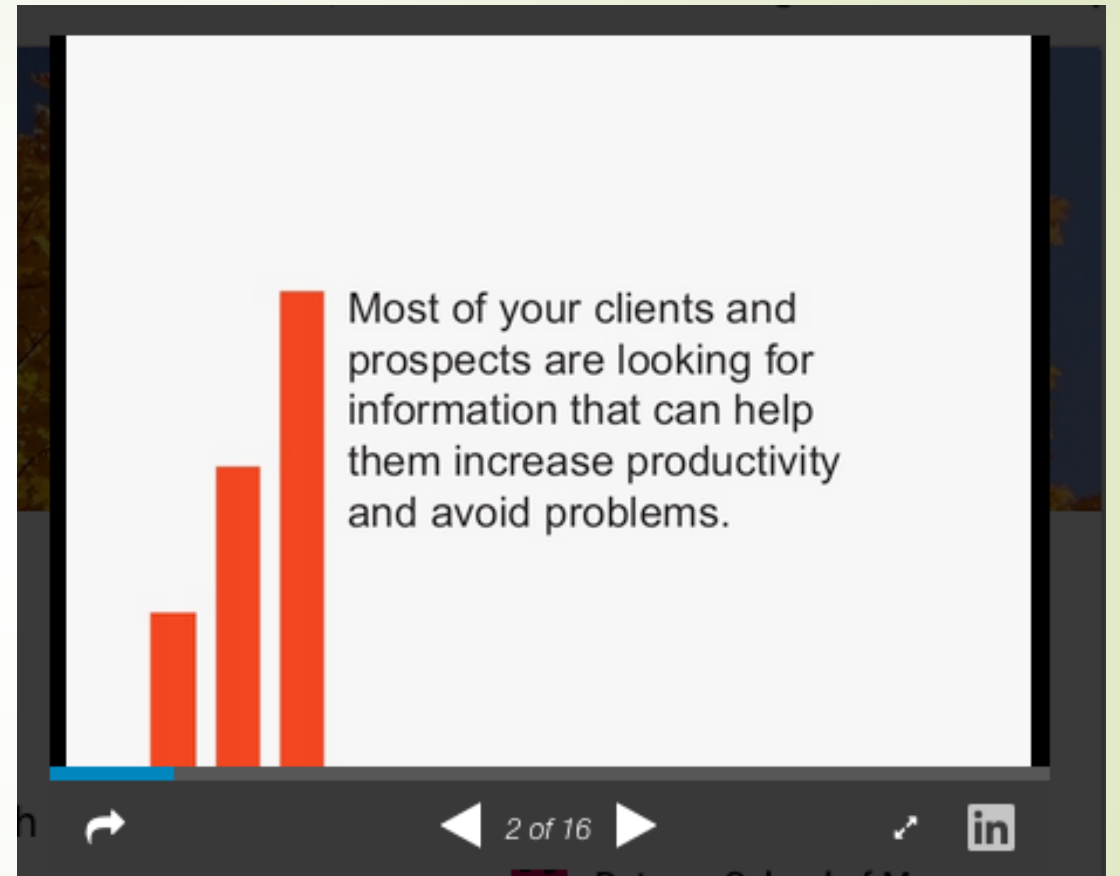 Most of your clients and
prospects are looking for
information that can help
them increase productivity
and avoid problems.
h
2 of 16
in